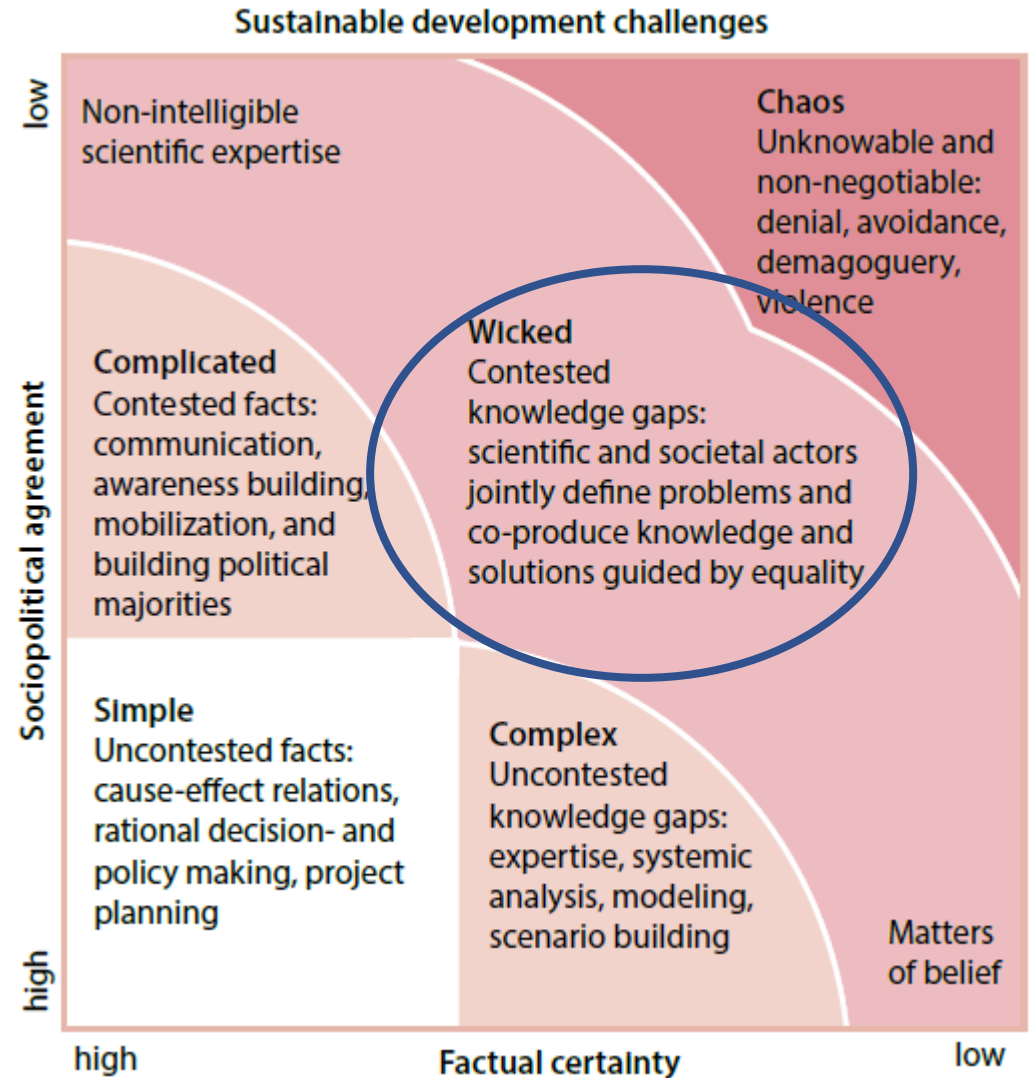 Sustainable development challenges
low
Non-intelligible
scientific expertise
Chaos
Unknowable and
non-negotiable:
denial, avoidance,
demagoguery,
violence
Wicked
Contested
knowledge gaps:
scientific and societal actors
jointly define problems and
co-produce knowledge and
solutions guided by equality
Complicated
Contested facts:
communication,
awareness building,
mobilization, and
building political
majorities
Sociopolitical agreement
Simple
Uncontested facts:
cause-effect relations,
rational decision- and
policy making, project
planning
Complex
Uncontested
knowledge gaps:
expertise, systemic
analysis, modeling,
scenario building
Matters
of belief
high
high
Factual certainty
low